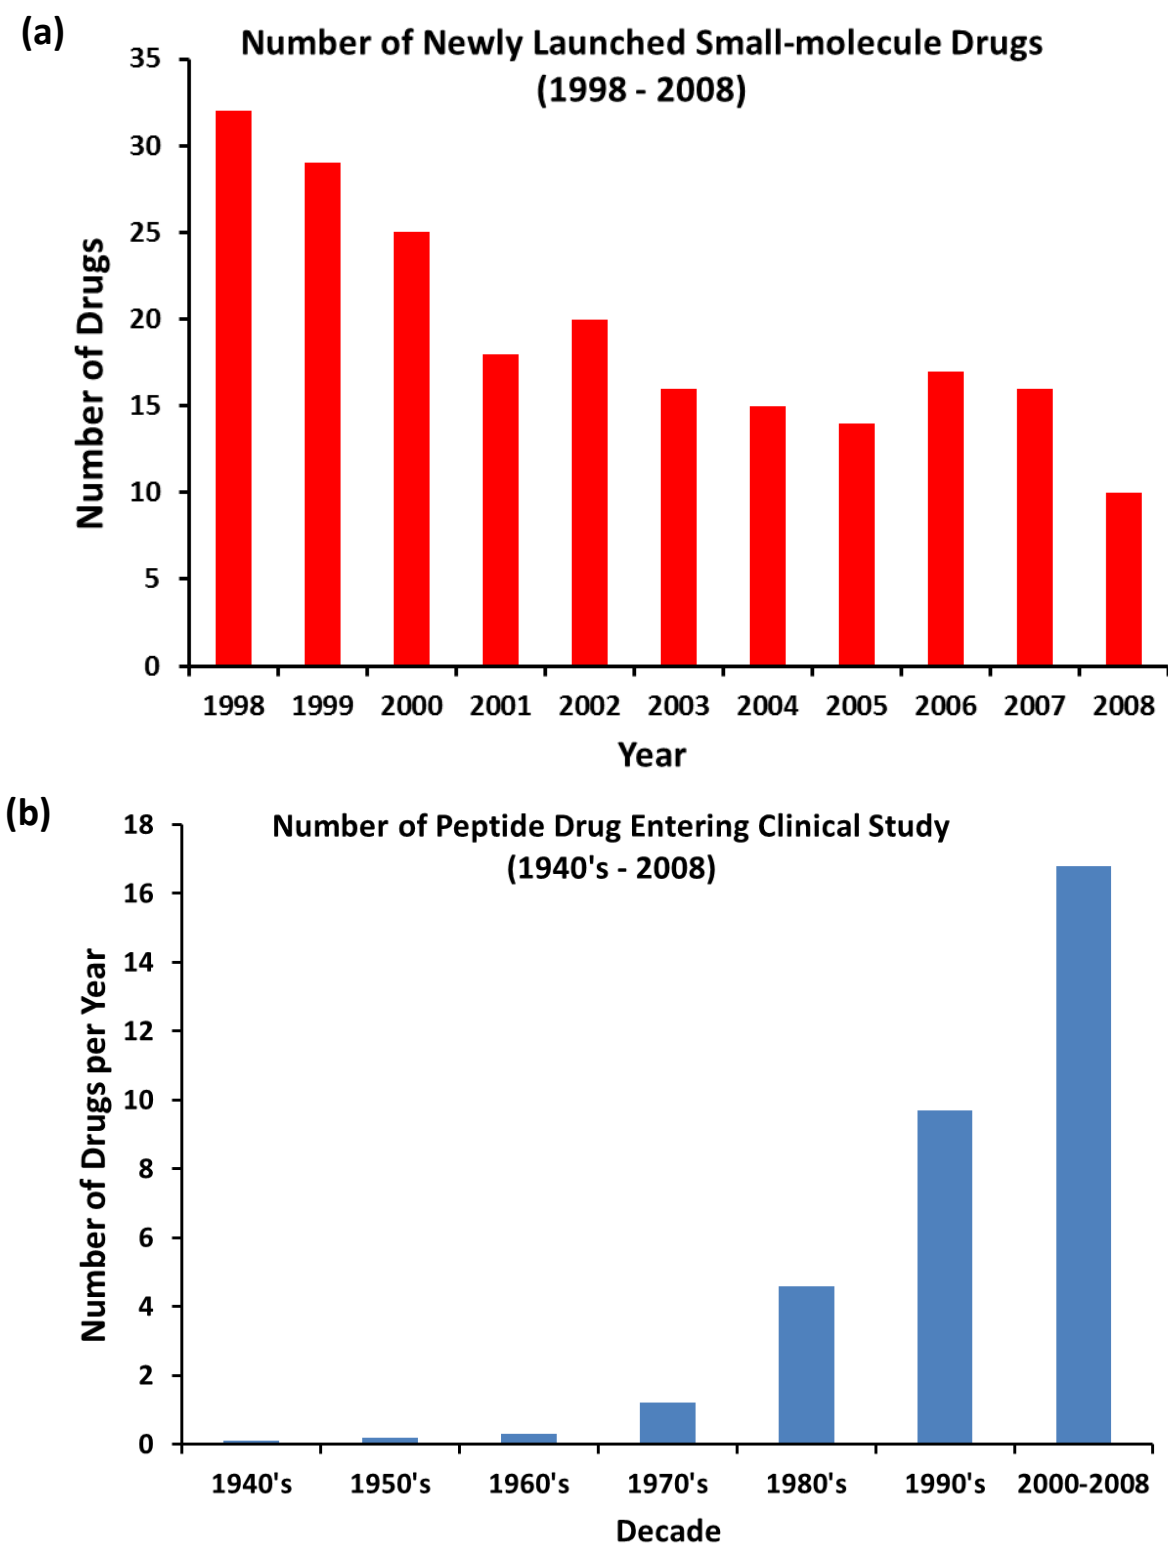 (a)
Number of Newly Launched Small-molecule Drugs
(1998 - 2008)
35
30
25
20
15
10
5
0
Number of Drugs
1998 1999 2000 2001 2002 2003 2004 2005 2006 2007 2008
Year
(b)
Number of Peptide Drug Entering Clinical Study
(1940's - 2008)
18
16
14
12
10
8
6
4
2
0
Number of Drugs per Year
1940's 1950's 1960's 1970's 1980's 1990's 2000-2008
Decade